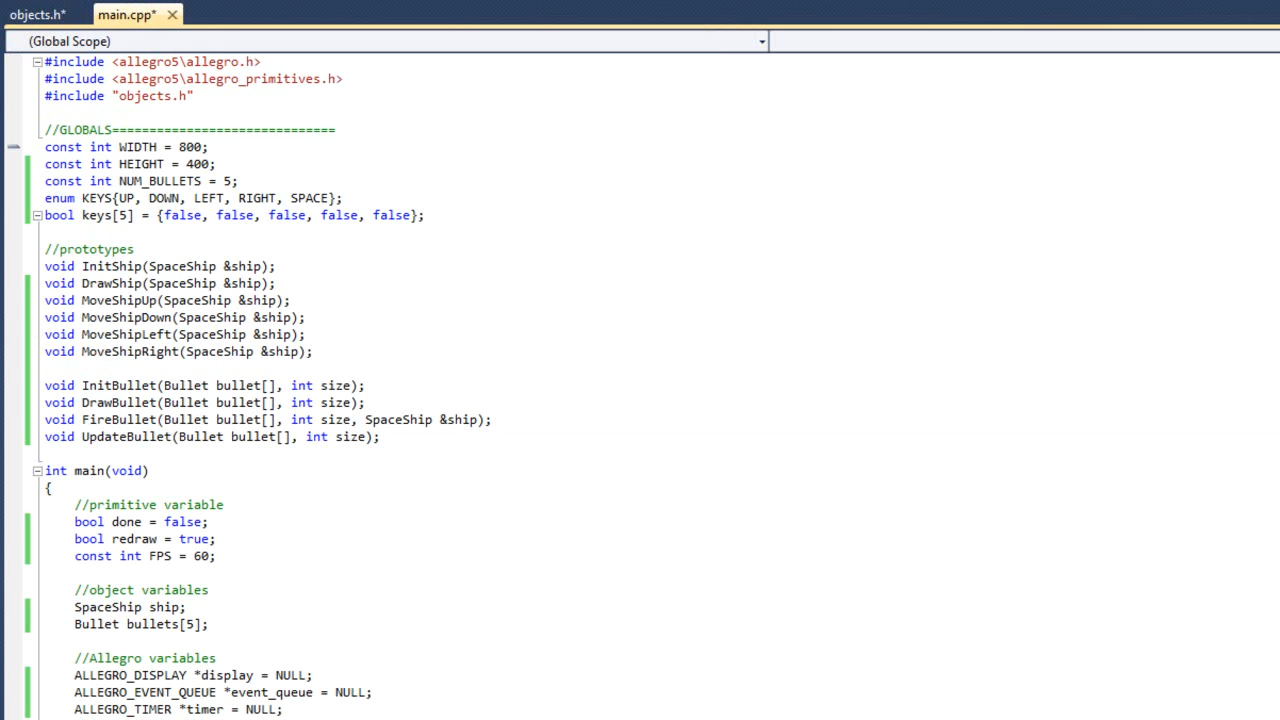 objects.h*
main.cpp*
(Global Scope)
#include <allegro5\allegro.h>
#include <allegro5\allegro_primitives.h>
#include "objects.h"
//GLOBALS==============================
const int WIDTH = 800;
const int HEIGHT = 400;
const int NUM_BULLETS = 5;
enum KEYS{UP, DOWN, LEFT, RIGHT, SPACE};
bool keys[5] = {false, false, false, false, false};
//prototypes
void InitShip(SpaceShip &ship);
void DrawShip(SpaceShip &ship);
void MoveShipUp(SpaceShip &ship);
void MoveShipDown(SpaceShip &ship);
void MoveShipLeft(SpaceShip &ship);
void MoveShipRight(SpaceShip &ship);
void InitBullet(Bullet bullet[], int size);
void DrawBullet(Bullet bullet[], int size);
void FireBullet(Bullet bullet[], int size, SpaceShip &ship);
void UpdateBullet(Bullet bullet[], int size);
int main(void)
{
//primitive variable
bool done = false;
bool redraw = true;
const int FPS = 60;
//object variables
SpaceShip ship;
Bullet bullets[5];
//Allegro variables
ALLEGRO_DISPLAY *display = NULL;
ALLEGRO_EVENT_QUEUE *event_queue = NULL;
ALLEGRO_TIMER *timer = NULL;